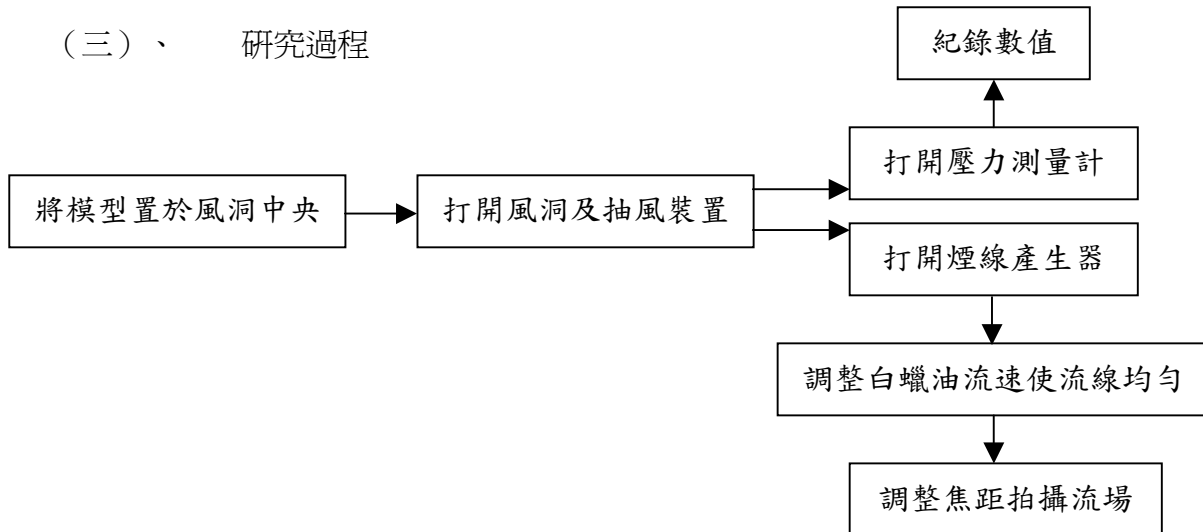 （三）、 研究過程
紀錄數值
打開壓力測量計
將模型置於風洞中央
打開風洞及抽風裝置
打開煙線產生器
調整白蠟油流速使流線均勻
調整焦距拍攝流場